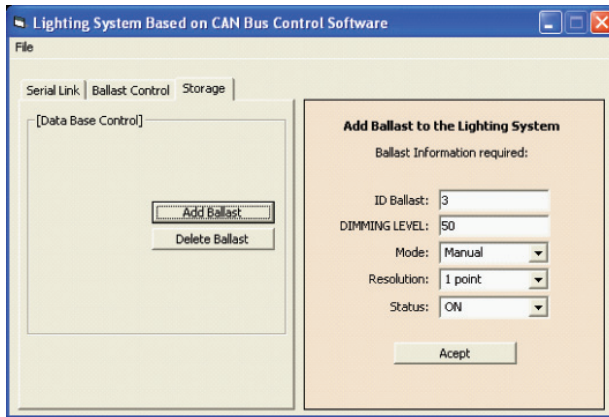 Lighting System Based on CAN Bus Control Software
File
Serial Link Ballast Control Storage
[Data Base Control]
Add Ballast
Delete Ballast
Add Ballast to the Lighting System
Ballast Information required:
ID Ballast: 3
DIMMING LEVEL: 50
Mode: Manual
Resolution: 1 point
Status: ON
Acept